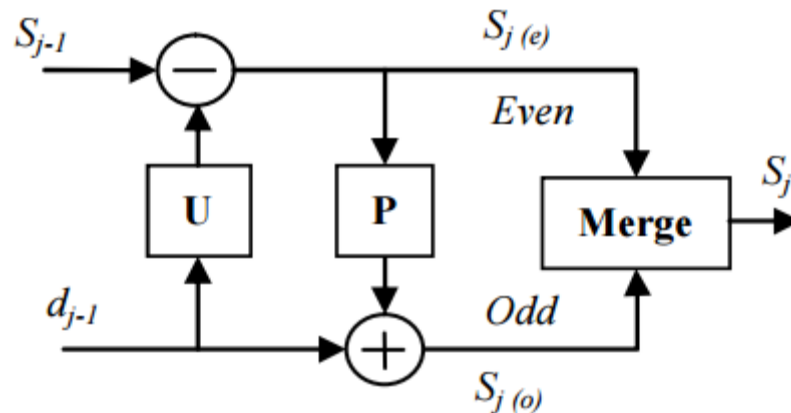 S_{j-1}
−
S_{j (e)}
Even
U
P
Merge
S_j
d_{j-1}
Odd
+
S_{j (o)}